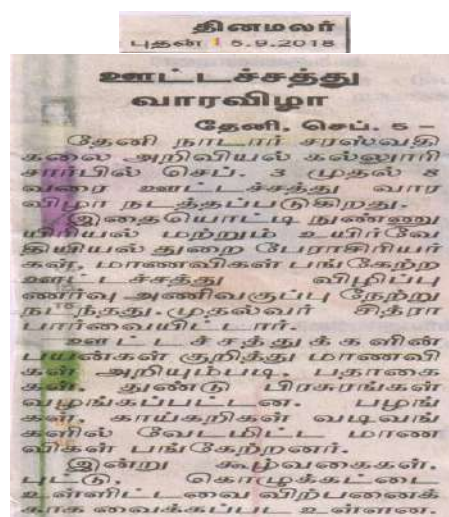 தினமலர்
புதன் 5.9.2018
ஊட்டச்சத்து
வாரவிழா
தேனி, செப். 5 –
தேனி நாடார் சரஸ்வதி
கலை அறிவியல் கல்லூரி
சார்பில் செப். 3 முதல் 8
வரை ஊட்டச்சத்து வார
விழா நடத்தப்படுகிறது.
இதையொட்டி நுண்ணு
யிரியல் மற்றும் உயிர்வே
தியியல் துறை பேராசிரியர்
கள், மாணவிகள் பங்கேற்ற
ஊட்டச்சத்து விழிப்பு
ணர்வு அணிவகுப்பு நேற்று
நடந்தது. முதல்வர் சித்ரா
பார்வையிட்டார்.
ஊட்டச்சத்துக்களின்
பயன்கள் குறித்து மாணவி
கள் அறியும்படி, பதாகை
கள், துண்டு பிரசுரங்கள்
வழங்கப்பட்டன. பழங்
கள், காய்கறிகள் வடிவங்
களில் வேடமிட்ட மாண
விகள் பங்கேற்றனர்.
இன்று கூழ்வகைகள்,
புட்டு, கொழுக்கட்டை
உள்ளிட்டவை விற்பனைக்
காக வைக்கப்பட உள்ளன.